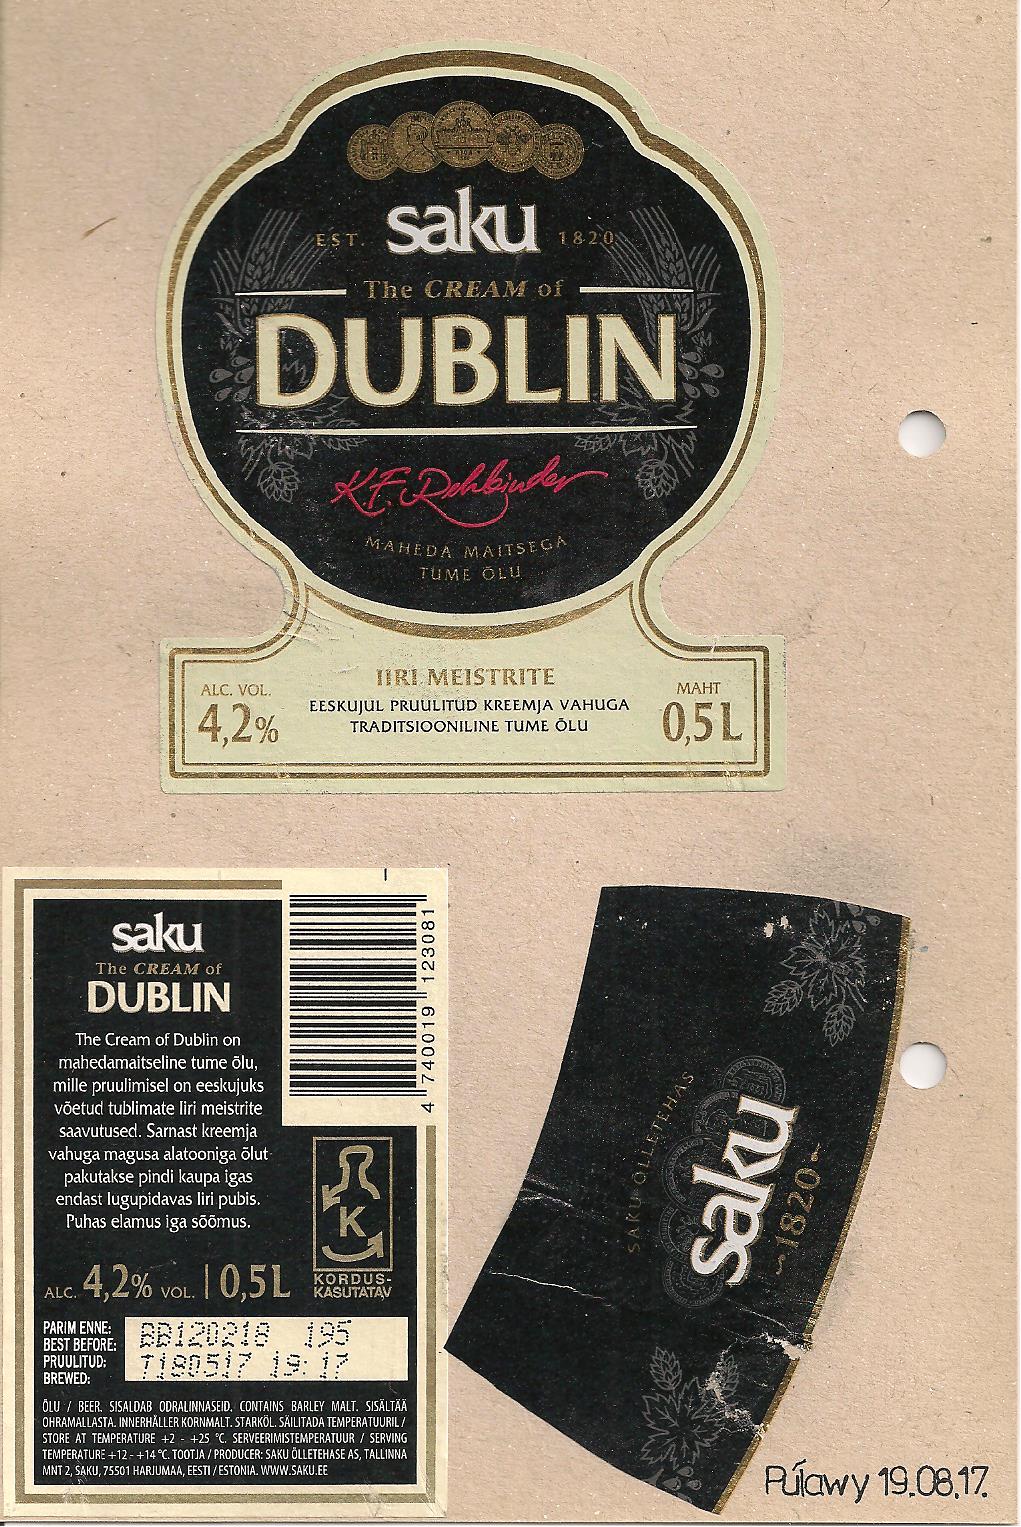 saku
EST. 1820
The CREAM of
DUBLIN
K.F. Rehbinder
MAHEDA MAITSEGA
TUME ÕLU
ALC. VOL.
4,2%
IIRI MEISTRITE
EESKUJUL PRUULITUD KREEMJA VAHUGA
TRADITSIOONILINE TUME ÕLU
MAHT
0,5L
saku
The CREAM of
DUBLIN
The Cream of Dublin on
mahedamaitseline tume õlu,
mille pruulimisel on eeskujuks
võetud tublimate Iiri meistrite
saavutused. Sarnast kreemja
vahuga magusa alatooniga õlut
pakutakse pindi kaupa igas
endast lugupidavas Iiri pubis.
Puhas elamus iga sõõmus.
ALC. 4,2% VOL. | 0,5L
4 740019 123081
K
KORDUS-
KASUTATAV
PARIM ENNE:
BEST BEFORE:
PRUULITUD:
BREWED:
BB120218 195
T180517 19:17
ÕLU / BEER. SISALDAB ODRALINNASEID. CONTAINS BARLEY MALT. SISÄLTÄÄ
OHRAMALLASTA. INNERHÅLLER KORNMALT. STARKÖL. SÄILITADA TEMPERATUURIL /
STORE AT TEMPERATURE +2 - +25 °C. SERVEERIMISTEMPERATUUR / SERVING
TEMPERATURE +12 - +14 °C. TOOTJA / PRODUCER: SAKU ÕLLETEHASE AS, TALLINNA
MNT 2, SAKU, 75501 HARJUMAA, EESTI / ESTONIA. WWW.SAKU.EE
SAKU ÕLLETEHAS
saku
~1820~
Puławy 19.08.17.